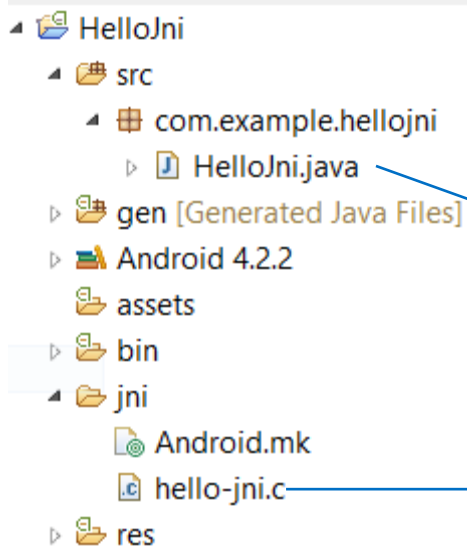 HelloJni
src
com.example.hellojni
HelloJni.java
gen [Generated Java Files]
Android 4.2.2
assets
bin
jni
Android.mk
hello-jni.c
res